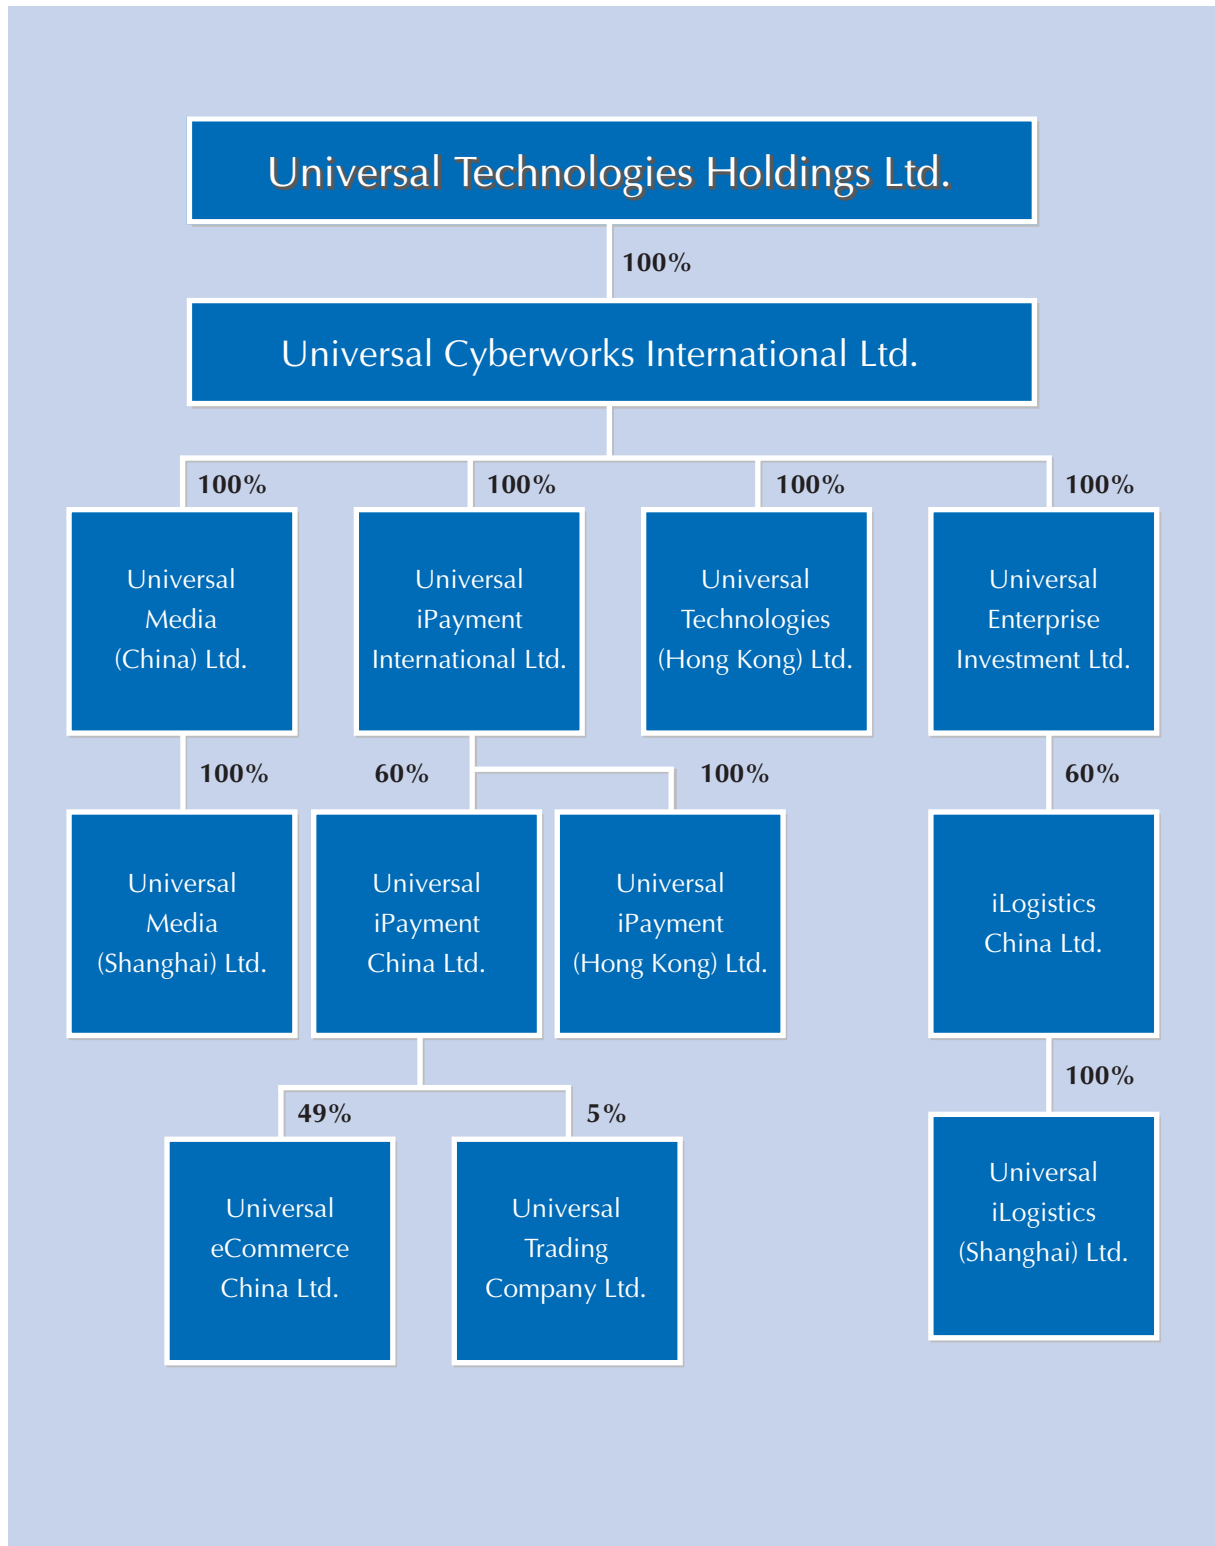 Universal Technologies Holdings Ltd.
100%
Universal Cyberworks International Ltd.
100%
100%
100%
100%
Universal
Media
(China) Ltd.
Universal
iPayment
International Ltd.
Universal
Technologies
(Hong Kong) Ltd.
Universal
Enterprise
Investment Ltd.
100%
60%
100%
60%
Universal
Media
(Shanghai) Ltd.
Universal
iPayment
China Ltd.
Universal
iPayment
(Hong Kong) Ltd.
iLogistics
China Ltd.
100%
49%
5%
Universal
eCommerce
China Ltd.
Universal
Trading
Company Ltd.
Universal
iLogistics
(Shanghai) Ltd.